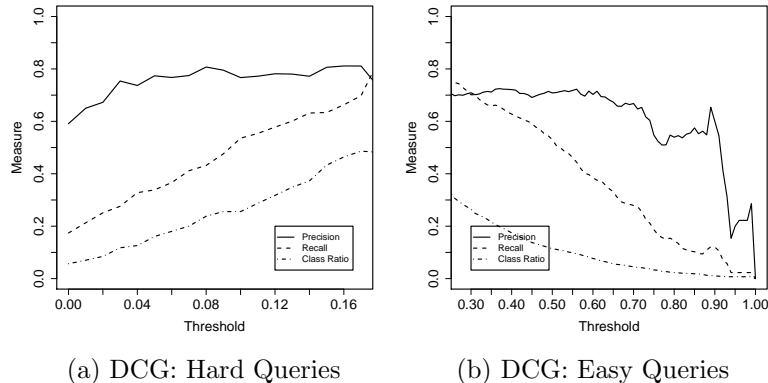 1.0
0.8
0.6
0.4
0.2
0.0
Measure
0.00 0.04 0.08 0.12 0.16
Threshold
Precision
Recall
Class Ratio
(a) DCG: Hard Queries
1.0
0.8
0.6
0.4
0.2
0.0
Measure
0.30 0.40 0.50 0.60 0.70 0.80 0.90 1.00
Threshold
Precision
Recall
Class Ratio
(b) DCG: Easy Queries